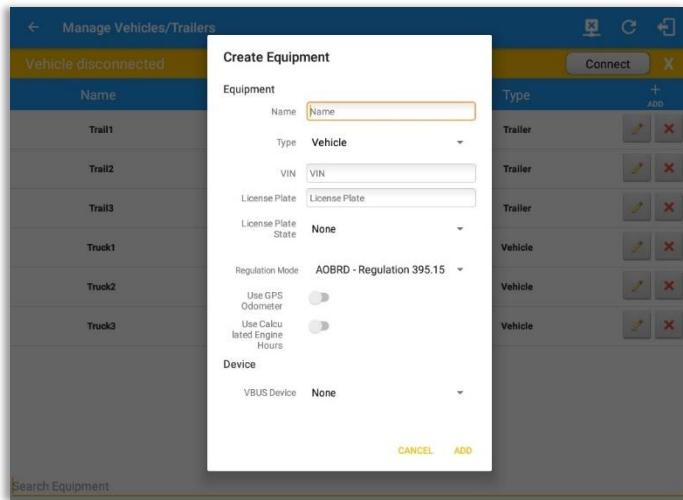 Manage Vehicles/Trailers
Vehicle disconnected
Connect
X
Name
Type
+
ADD
Trail1
Trailer
Trail2
Trailer
Trail3
Trailer
Truck1
Vehicle
Truck2
Vehicle
Truck3
Vehicle
Search Equipment
Create Equipment
Equipment
Name
Name
Type
Vehicle
VIN
VIN
License Plate
License Plate
License Plate
State
None
Regulation Mode
AOBRD - Regulation 395.15
Use GPS
Odometer
Use Calcu
lated Engine
Hours
Device
VBUS Device
None
CANCEL
ADD